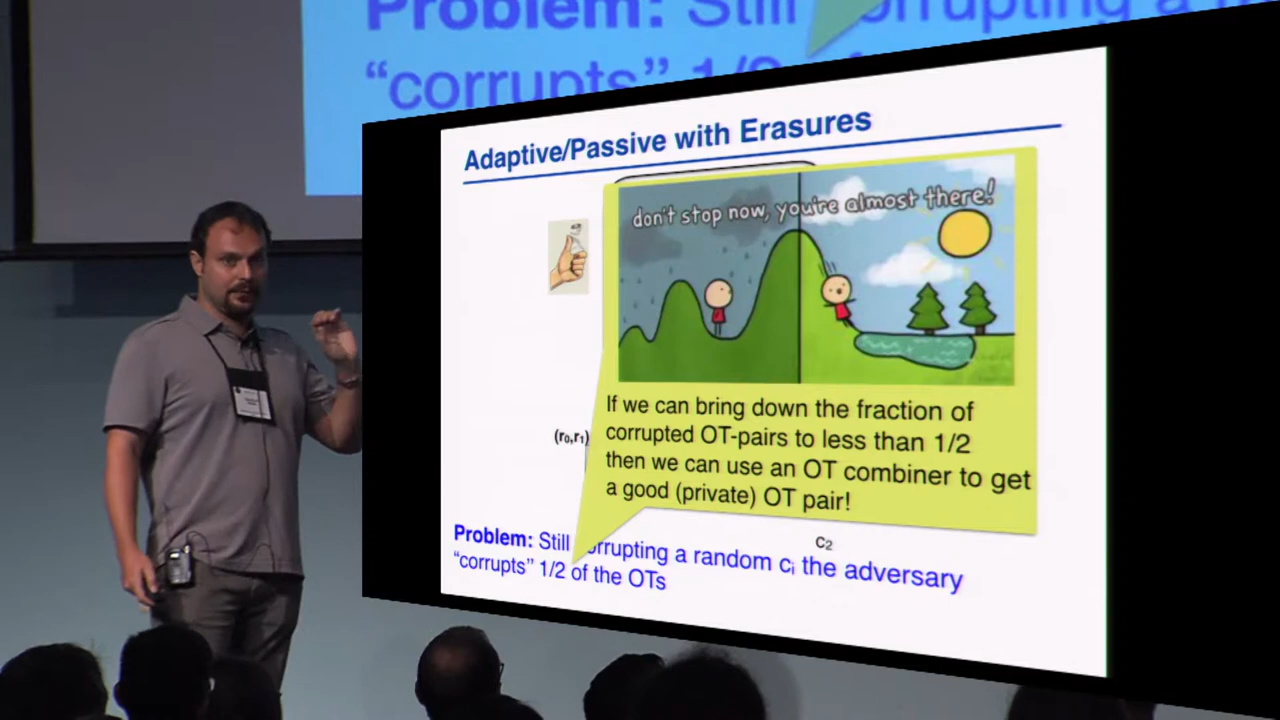 Problem: Still orrupting a
“corrupts” 1/2
Adaptive/Passive with Erasures
don't stop now, you're almost there!
If we can bring down the fraction of
corrupted OT-pairs to less than 1/2
then we can use an OT combiner to get
a good (private) OT pair!
(r₀,r₁)
c₂
Problem: Still orrupting a random cᵢ the adversary
“corrupts” 1/2 of the OTs